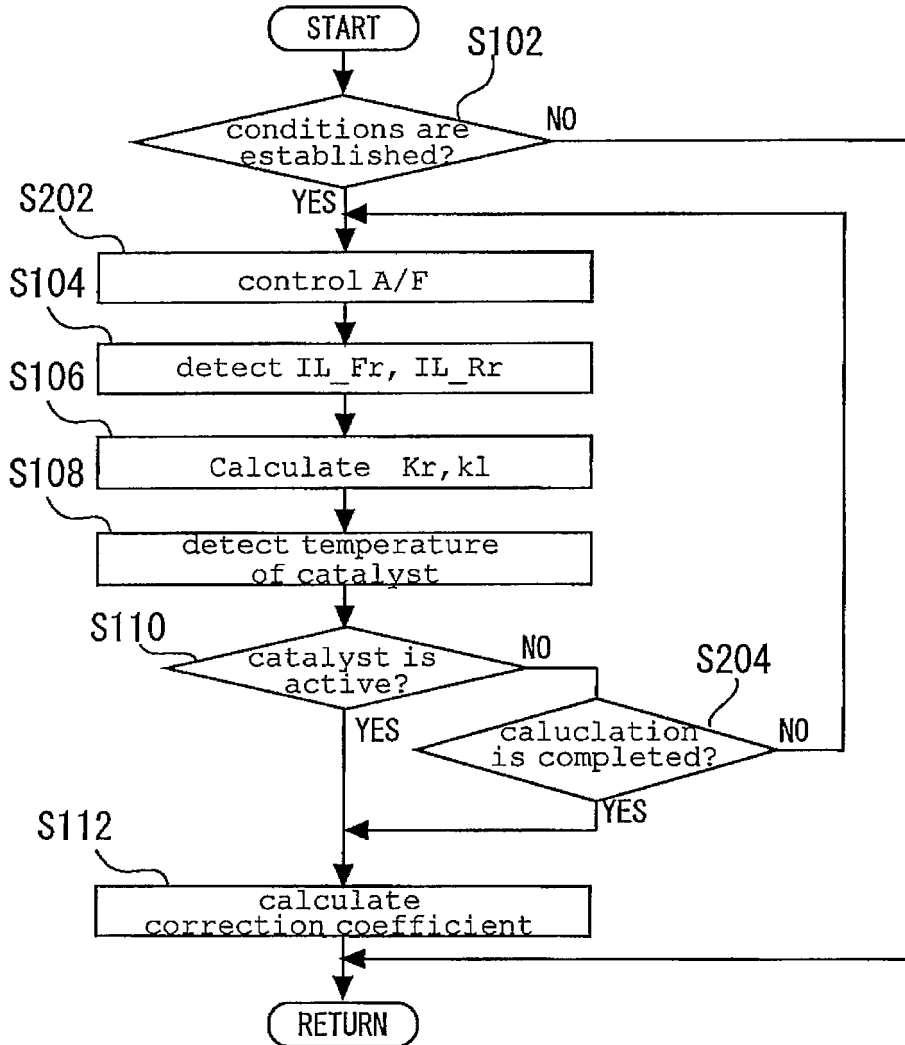 START
S102
conditions are
established?
NO
YES
S202
control A/F
S104
detect IL_Fr, IL_Rr
S106
Calculate Kr,kl
S108
detect temperature
of catalyst
S110
catalyst is
active?
NO
YES
S204
caluclation
is completed?
NO
YES
S112
calculate
correction coefficient
RETURN